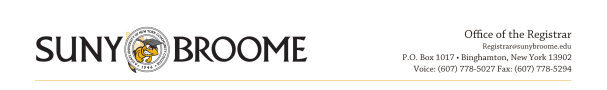 SUNY BROOME
Office of the Registrar
Registrar@sunybroome.edu
P.O. Box 1017 • Binghamton, New York 13902
Voice: (607) 778-5027 Fax: (607) 778-5294